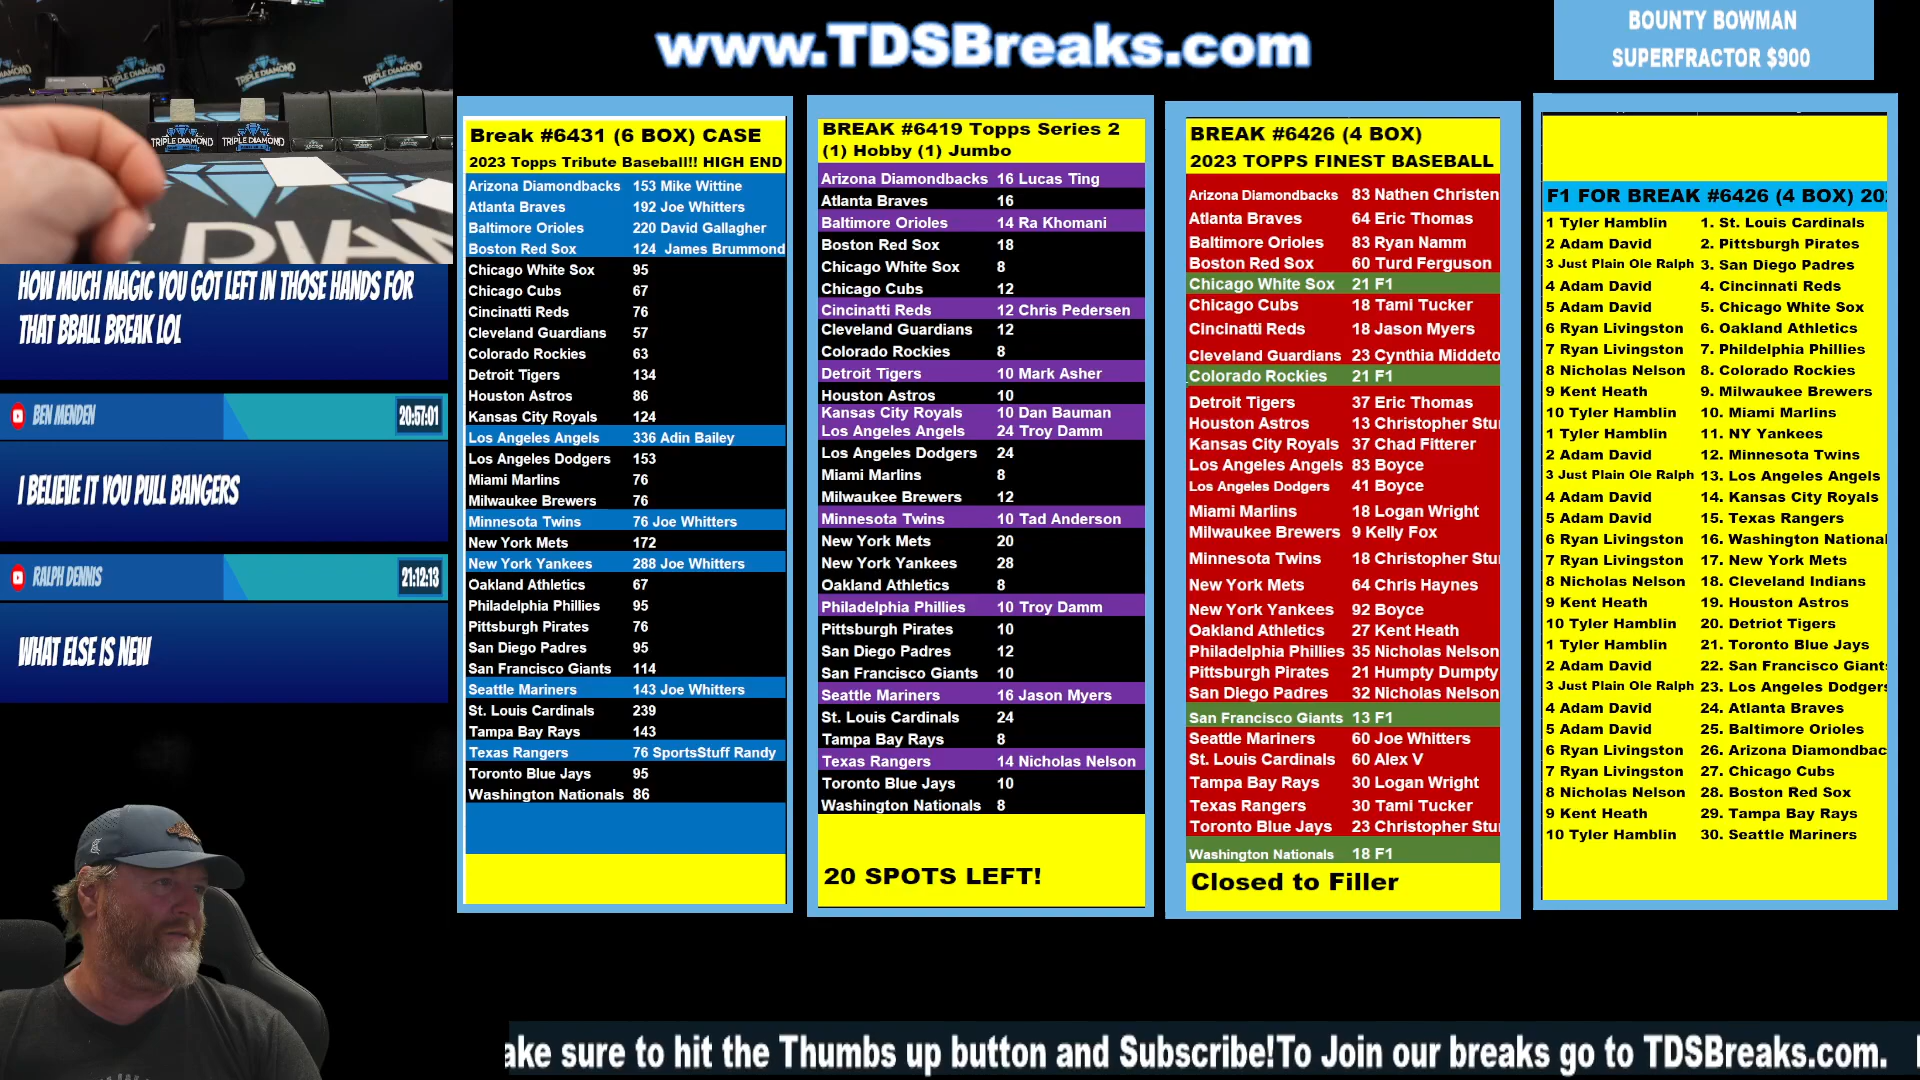 www.TDSBreaks.com
BOUNTY BOWMAN
SUPERFRACTOR $900
TRIPLE DIAMOND
TRIPLE DIAMOND
TRIPLE DIAMOND
TRIPLE DIAMOND
TRIPLE DIAMOND
HOW MUCH MAGIC YOU GOT LEFT IN THOSE HANDS FOR
THAT BBALL BREAK LOL
BEN MENDEN 20:57:01
I BELIEVE IT YOU PULL BANGERS
RALPH DENNIS 21:12:13
WHAT ELSE IS NEW
Break #6431 (6 BOX) CASE
2023 Topps Tribute Baseball!! HIGH END
Arizona Diamondbacks 153 Mike Wittine
Atlanta Braves 192 Joe Whitters
Baltimore Orioles 220 David Gallagher
Boston Red Sox 124 James Brummond
Chicago White Sox 95
Chicago Cubs 67
Cincinatti Reds 76
Cleveland Guardians 57
Colorado Rockies 63
Detroit Tigers 134
Houston Astros 86
Kansas City Royals 124
Los Angeles Angels 336 Adin Bailey
Los Angeles Dodgers 153
Miami Marlins 76
Milwaukee Brewers 76
Minnesota Twins 76 Joe Whitters
New York Mets 172
New York Yankees 288 Joe Whitters
Oakland Athletics 67
Philadelphia Phillies 95
Pittsburgh Pirates 76
San Diego Padres 95
San Francisco Giants 114
Seattle Mariners 143 Joe Whitters
St. Louis Cardinals 239
Tampa Bay Rays 143
Texas Rangers 76 SportsStuff Randy
Toronto Blue Jays 95
Washington Nationals 86
BREAK #6419 Topps Series 2
(1) Hobby (1) Jumbo
Arizona Diamondbacks 16 Lucas Ting
Atlanta Braves 16
Baltimore Orioles 14 Ra Khomani
Boston Red Sox 18
Chicago White Sox 8
Chicago Cubs 12
Cincinatti Reds 12 Chris Pedersen
Cleveland Guardians 12
Colorado Rockies 8
Detroit Tigers 10 Mark Asher
Houston Astros 10
Kansas City Royals 10 Dan Bauman
Los Angeles Angels 24 Troy Damm
Los Angeles Dodgers 24
Miami Marlins 8
Milwaukee Brewers 12
Minnesota Twins 10 Tad Anderson
New York Mets 20
New York Yankees 28
Oakland Athletics 8
Philadelphia Phillies 10 Troy Damm
Pittsburgh Pirates 10
San Diego Padres 12
San Francisco Giants 10
Seattle Mariners 16 Jason Myers
St. Louis Cardinals 24
Tampa Bay Rays 8
Texas Rangers 14 Nicholas Nelson
Toronto Blue Jays 10
Washington Nationals 8
20 SPOTS LEFT!
BREAK #6426 (4 BOX)
2023 TOPPS FINEST BASEBALL
Arizona Diamondbacks 83 Nathen Christen
Atlanta Braves 64 Eric Thomas
Baltimore Orioles 83 Ryan Namm
Boston Red Sox 60 Turd Ferguson
Chicago White Sox 21 F1
Chicago Cubs 18 Tami Tucker
Cincinatti Reds 18 Jason Myers
Cleveland Guardians 23 Cynthia Middeto
Colorado Rockies 21 F1
Detroit Tigers 37 Eric Thomas
Houston Astros 13 Christopher Stu
Kansas City Royals 37 Chad Fitterer
Los Angeles Angels 83 Boyce
Los Angeles Dodgers 41 Boyce
Miami Marlins 18 Logan Wright
Milwaukee Brewers 9 Kelly Fox
Minnesota Twins 18 Christopher Stu
New York Mets 64 Chris Haynes
New York Yankees 92 Boyce
Oakland Athletics 27 Kent Heath
Philadelphia Phillies 35 Nicholas Nelson
Pittsburgh Pirates 21 Humpty Dumpty
San Diego Padres 32 Nicholas Nelson
San Francisco Giants 13 F1
Seattle Mariners 60 Joe Whitters
St. Louis Cardinals 60 Alex V
Tampa Bay Rays 30 Logan Wright
Texas Rangers 30 Tami Tucker
Toronto Blue Jays 23 Christopher Stu
Washington Nationals 18 F1
Closed to Filler
F1 FOR BREAK #6426 (4 BOX) 20
1 Tyler Hamblin 1. St. Louis Cardinals
2 Adam David 2. Pittsburgh Pirates
3 Just Plain Ole Ralph 3. San Diego Padres
4 Adam David 4. Cincinnati Reds
5 Adam David 5. Chicago White Sox
6 Ryan Livingston 6. Oakland Athletics
7 Ryan Livingston 7. Phildelphia Phillies
8 Nicholas Nelson 8. Colorado Rockies
9 Kent Heath 9. Milwaukee Brewers
10 Tyler Hamblin 10. Miami Marlins
1 Tyler Hamblin 11. NY Yankees
2 Adam David 12. Minnesota Twins
3 Just Plain Ole Ralph 13. Los Angeles Angels
4 Adam David 14. Kansas City Royals
5 Adam David 15. Texas Rangers
6 Ryan Livingston 16. Washington National
7 Ryan Livingston 17. New York Mets
8 Nicholas Nelson 18. Cleveland Indians
9 Kent Heath 19. Houston Astros
10 Tyler Hamblin 20. Detriot Tigers
1 Tyler Hamblin 21. Toronto Blue Jays
2 Adam David 22. San Francisco Giants
3 Just Plain Ole Ralph 23. Los Angeles Dodgers
4 Adam David 24. Atlanta Braves
5 Adam David 25. Baltimore Orioles
6 Ryan Livingston 26. Arizona Diamondbac
7 Ryan Livingston 27. Chicago Cubs
8 Nicholas Nelson 28. Boston Red Sox
9 Kent Heath 29. Tampa Bay Rays
10 Tyler Hamblin 30. Seattle Mariners
ake sure to hit the Thumbs up button and Subscribe!To Join our breaks go to TDSBreaks.com.